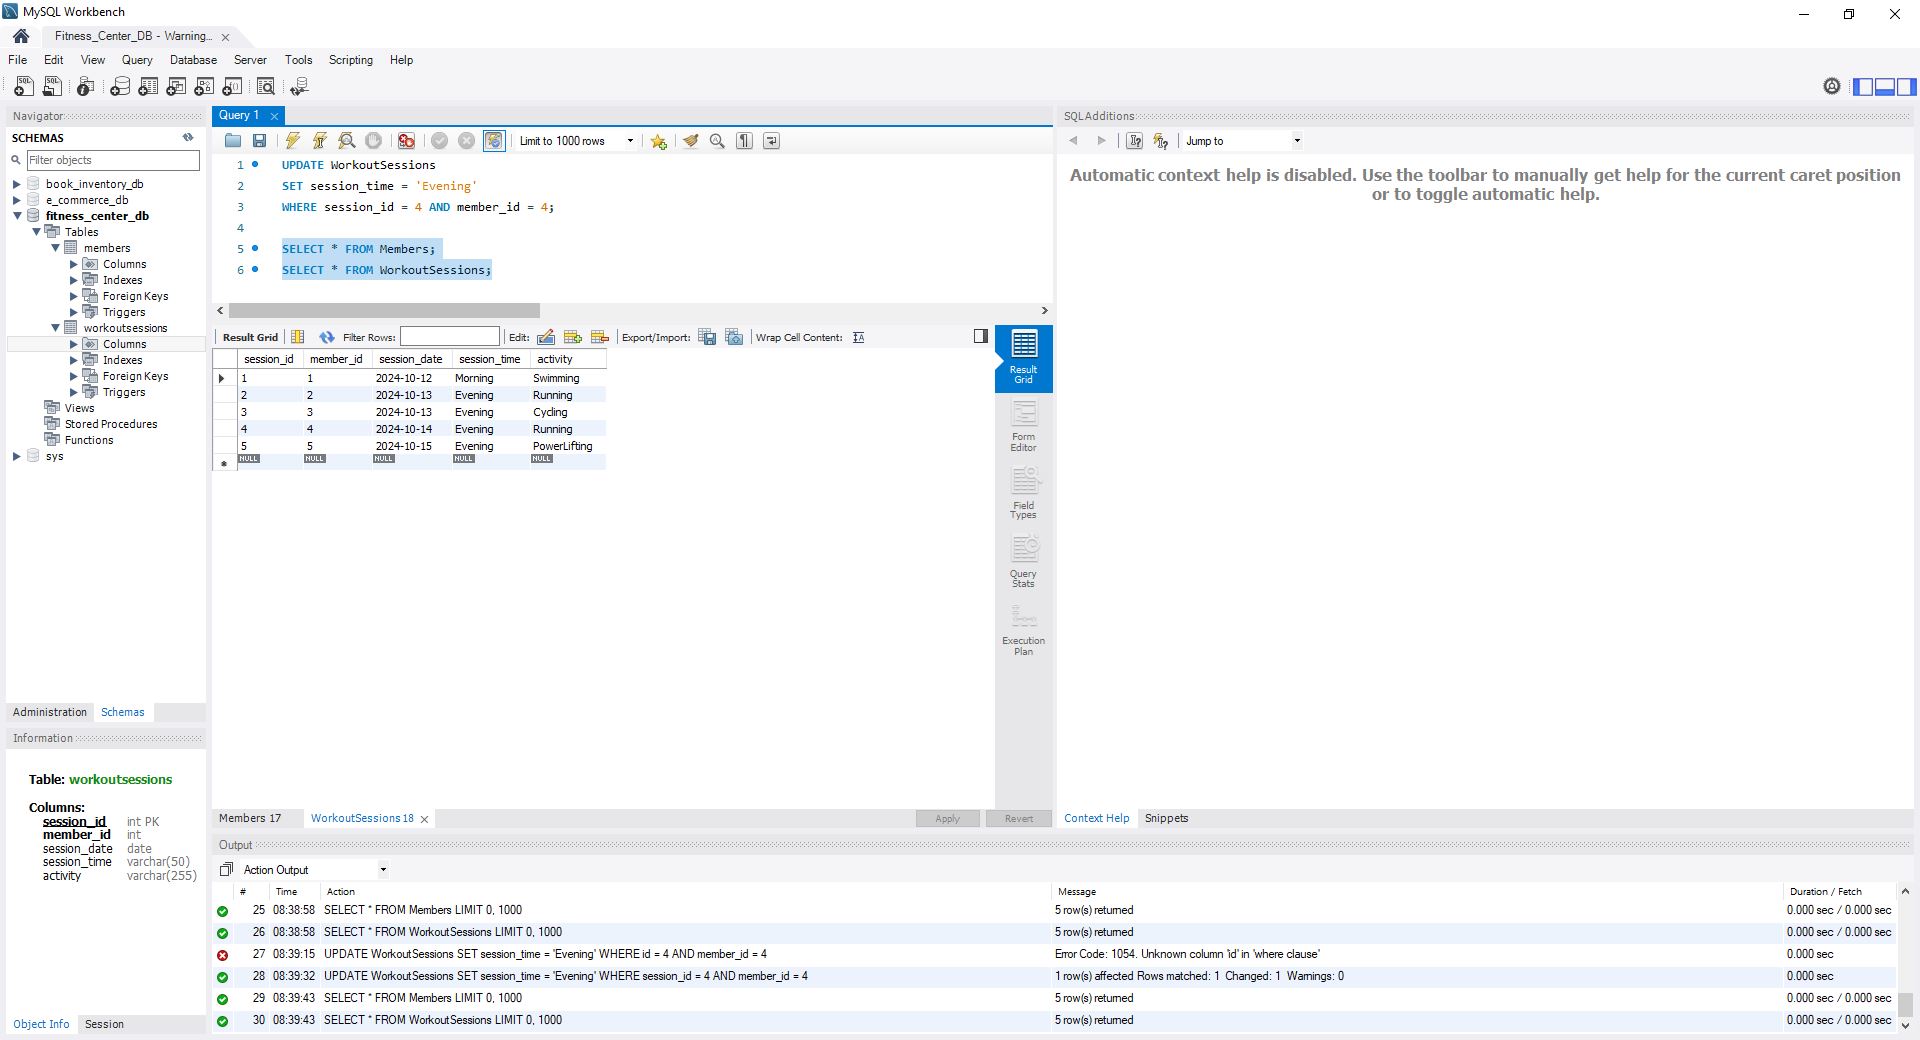 MySQL Workbench
Fitness_Center_DB - Warning...
File Edit View Query Database Server Tools Scripting Help
Navigator
SCHEMAS
Filter objects
book_inventory_db
e_commerce_db
fitness_center_db
Tables
members
Columns
Indexes
Foreign Keys
Triggers
workoutsessions
Columns
Indexes
Foreign Keys
Triggers
Views
Stored Procedures
Functions
sys
Administration Schemas
Information
Table: workoutsessions
Columns:
session_id int PK
member_id int
session_date date
session_time varchar(50)
activity varchar(255)
Object Info Session
Query 1
Limit to 1000 rows
1 UPDATE WorkoutSessions
2 SET session_time = 'Evening'
3 WHERE session_id = 4 AND member_id = 4;
4
5 SELECT * FROM Members;
6 SELECT * FROM WorkoutSessions;
Result Grid Filter Rows: Edit: Export/Import: Wrap Cell Content:
session_id member_id session_date session_time activity
1 1 2024-10-12 Morning Swimming
2 2 2024-10-13 Evening Running
3 3 2024-10-13 Evening Cycling
4 4 2024-10-14 Evening Running
5 5 2024-10-15 Evening PowerLifting
NULL NULL NULL NULL NULL
Result
Grid
Form
Editor
Field
Types
Query
Stats
Execution
Plan
Members 17 WorkoutSessions 18 Apply Revert
SQLAdditions
Jump to
Automatic context help is disabled. Use the toolbar to manually get help for the current caret position
or to toggle automatic help.
Context Help Snippets
Output
Action Output
# Time Action Message Duration / Fetch
25 08:38:58 SELECT * FROM Members LIMIT 0, 1000 5 row(s) returned 0.000 sec / 0.000 sec
26 08:38:58 SELECT * FROM WorkoutSessions LIMIT 0, 1000 5 row(s) returned 0.000 sec / 0.000 sec
27 08:39:15 UPDATE WorkoutSessions SET session_time = 'Evening' WHERE id = 4 AND member_id = 4 Error Code: 1054. Unknown column 'id' in 'where clause' 0.000 sec
28 08:39:32 UPDATE WorkoutSessions SET session_time = 'Evening' WHERE session_id = 4 AND member_id = 4 1 row(s) affected Rows matched: 1 Changed: 1 Warnings: 0 0.000 sec
29 08:39:43 SELECT * FROM Members LIMIT 0, 1000 5 row(s) returned 0.000 sec / 0.000 sec
30 08:39:43 SELECT * FROM WorkoutSessions LIMIT 0, 1000 5 row(s) returned 0.000 sec / 0.000 sec